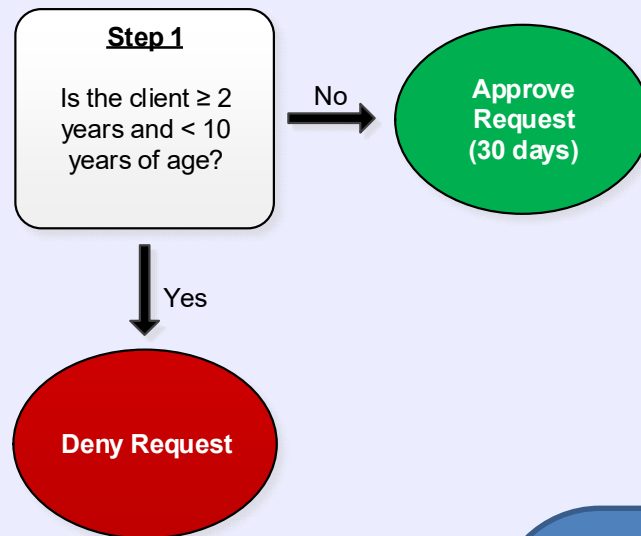 Step 1
Is the client ≥ 2
years and < 10
years of age?
No
Approve
Request
(30 days)
Yes
Deny Request